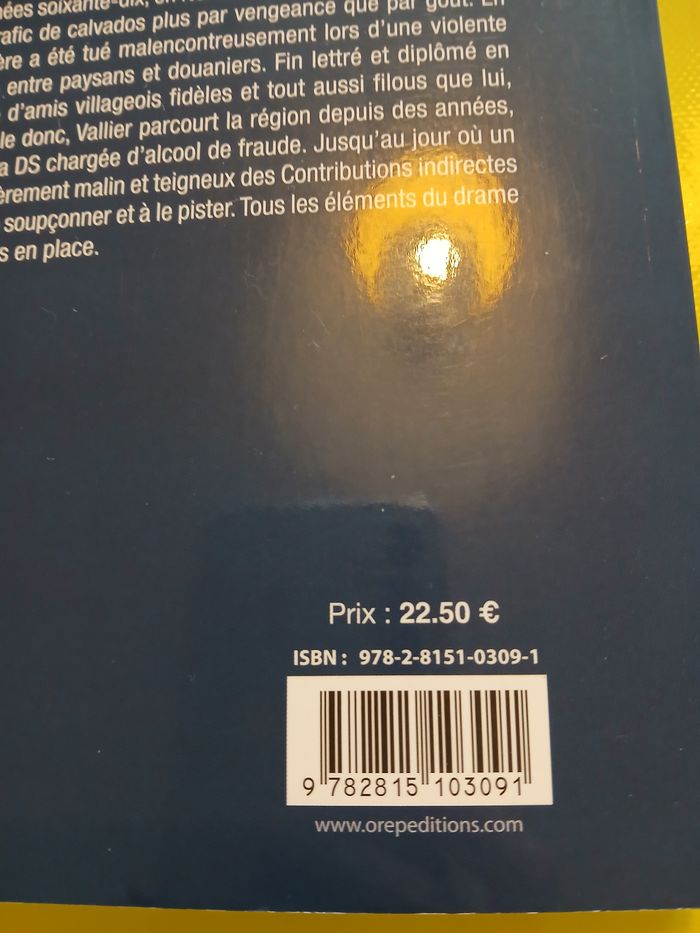 soixante-dix, en
de calvados plus par vengeance que par goût. En
a été tué malencontreusement lors d'une violente
entre paysans et douaniers. Fin lettré et diplômé en
d'amis villageois fidèles et tout aussi filous que lui,
donc, Vallier parcourt la région depuis des années,
DS chargée d'alcool de fraude. Jusqu'au jour où un
malin et teigneux des Contributions indirectes
soupçonner et à le pister. Tous les éléments du drame
en place.
Prix : 22.50 €
ISBN : 978-2-8151-0309-1
9 782815 103091
www.orepeditions.com